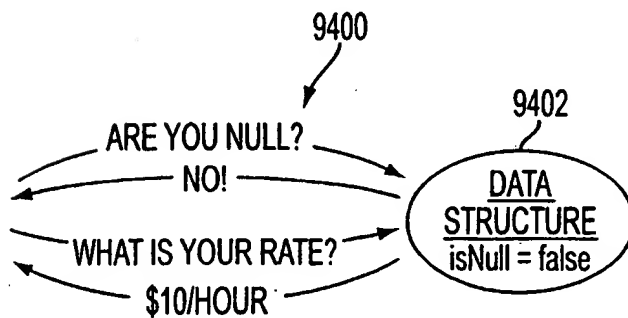 9400
9402
ARE YOU NULL?
NO!
WHAT IS YOUR RATE?
$10/HOUR
DATA
STRUCTURE
isNull = false